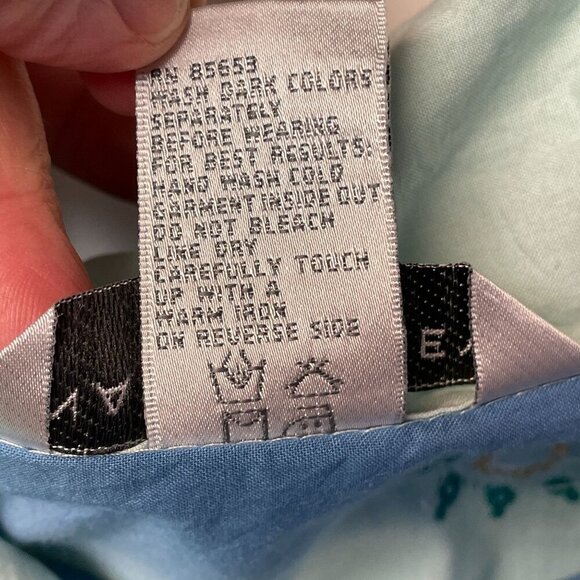 RN 85653
WASH DARK COLORS
SEPARATELY
BEFORE WEARING
FOR BEST RESULTS:
HAND WASH COLD
GARMENT INSIDE OUT
DO NOT BLEACH
LINE DRY
CAREFULLY TOUCH
UP WITH A
WARM IRON
ON REVERSE SIDE